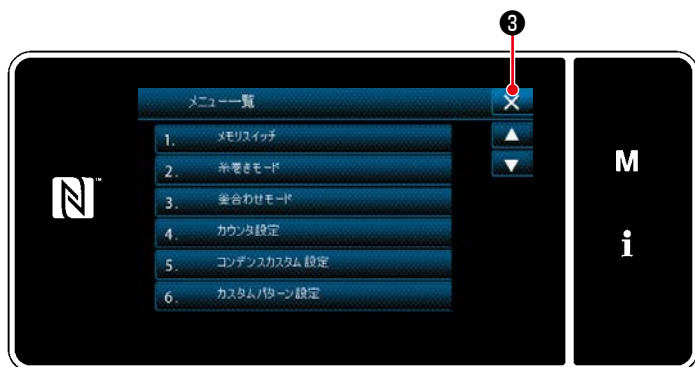 ❸
メニュー一覧
1. メモリスイッチ
2. 糸巻きモード
3. 釜合わせモード
4. カウンタ設定
5. コンデンスカスタム設定
6. カスタムパターン設定
N™
M
i